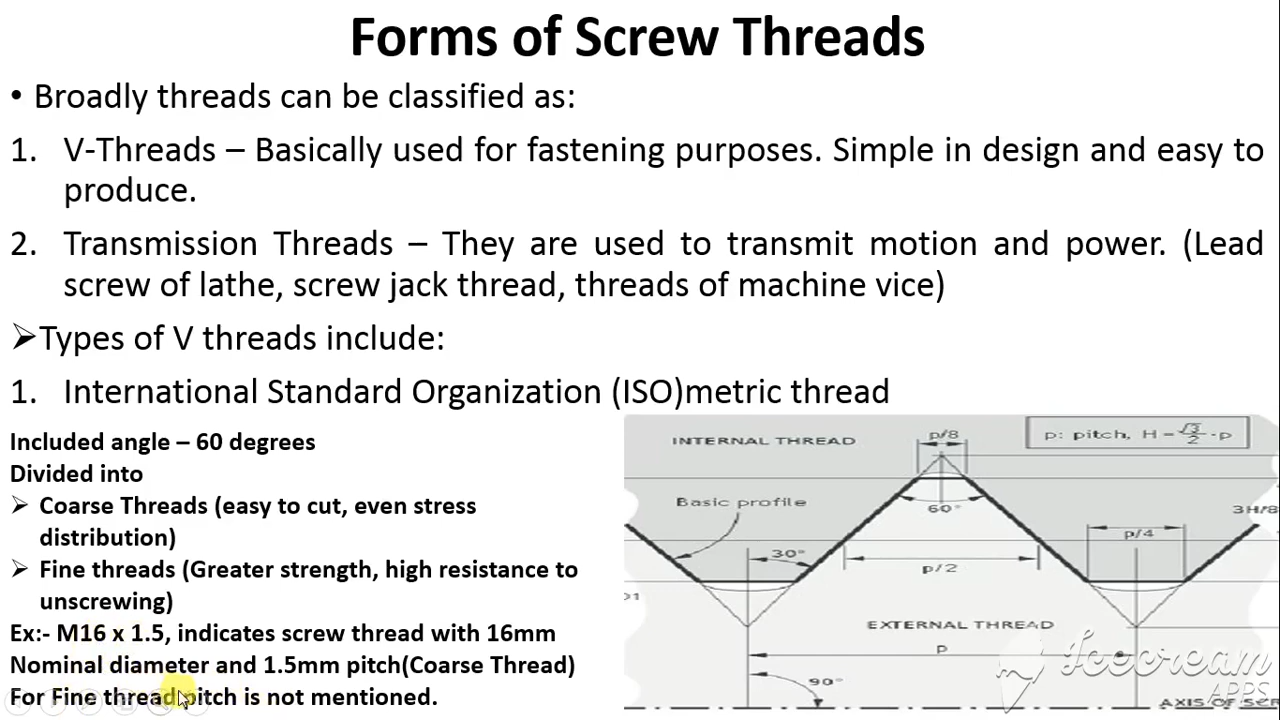 Forms of Screw Threads
• Broadly threads can be classified as:
1. V-Threads – Basically used for fastening purposes. Simple in design and easy to
produce.
2. Transmission Threads – They are used to transmit motion and power. (Lead
screw of lathe, screw jack thread, threads of machine vice)
➢Types of V threads include:
1. International Standard Organization (ISO)metric thread
Included angle – 60 degrees
Divided into
➢ Coarse Threads (easy to cut, even stress
distribution)
➢ Fine threads (Greater strength, high resistance to
unscrewing)
Ex:- M16 x 1.5, indicates screw thread with 16mm
Nominal diameter and 1.5mm pitch(Coarse Thread)
For Fine thread pitch is not mentioned.
INTERNAL THREAD
p/8
p: pitch, H = √3/2 · p
Basic profile
60°
3H/8
30°
p/4
p/2
D1
EXTERNAL THREAD
P
90°
AXIS OF SCR
Icecream
APPS